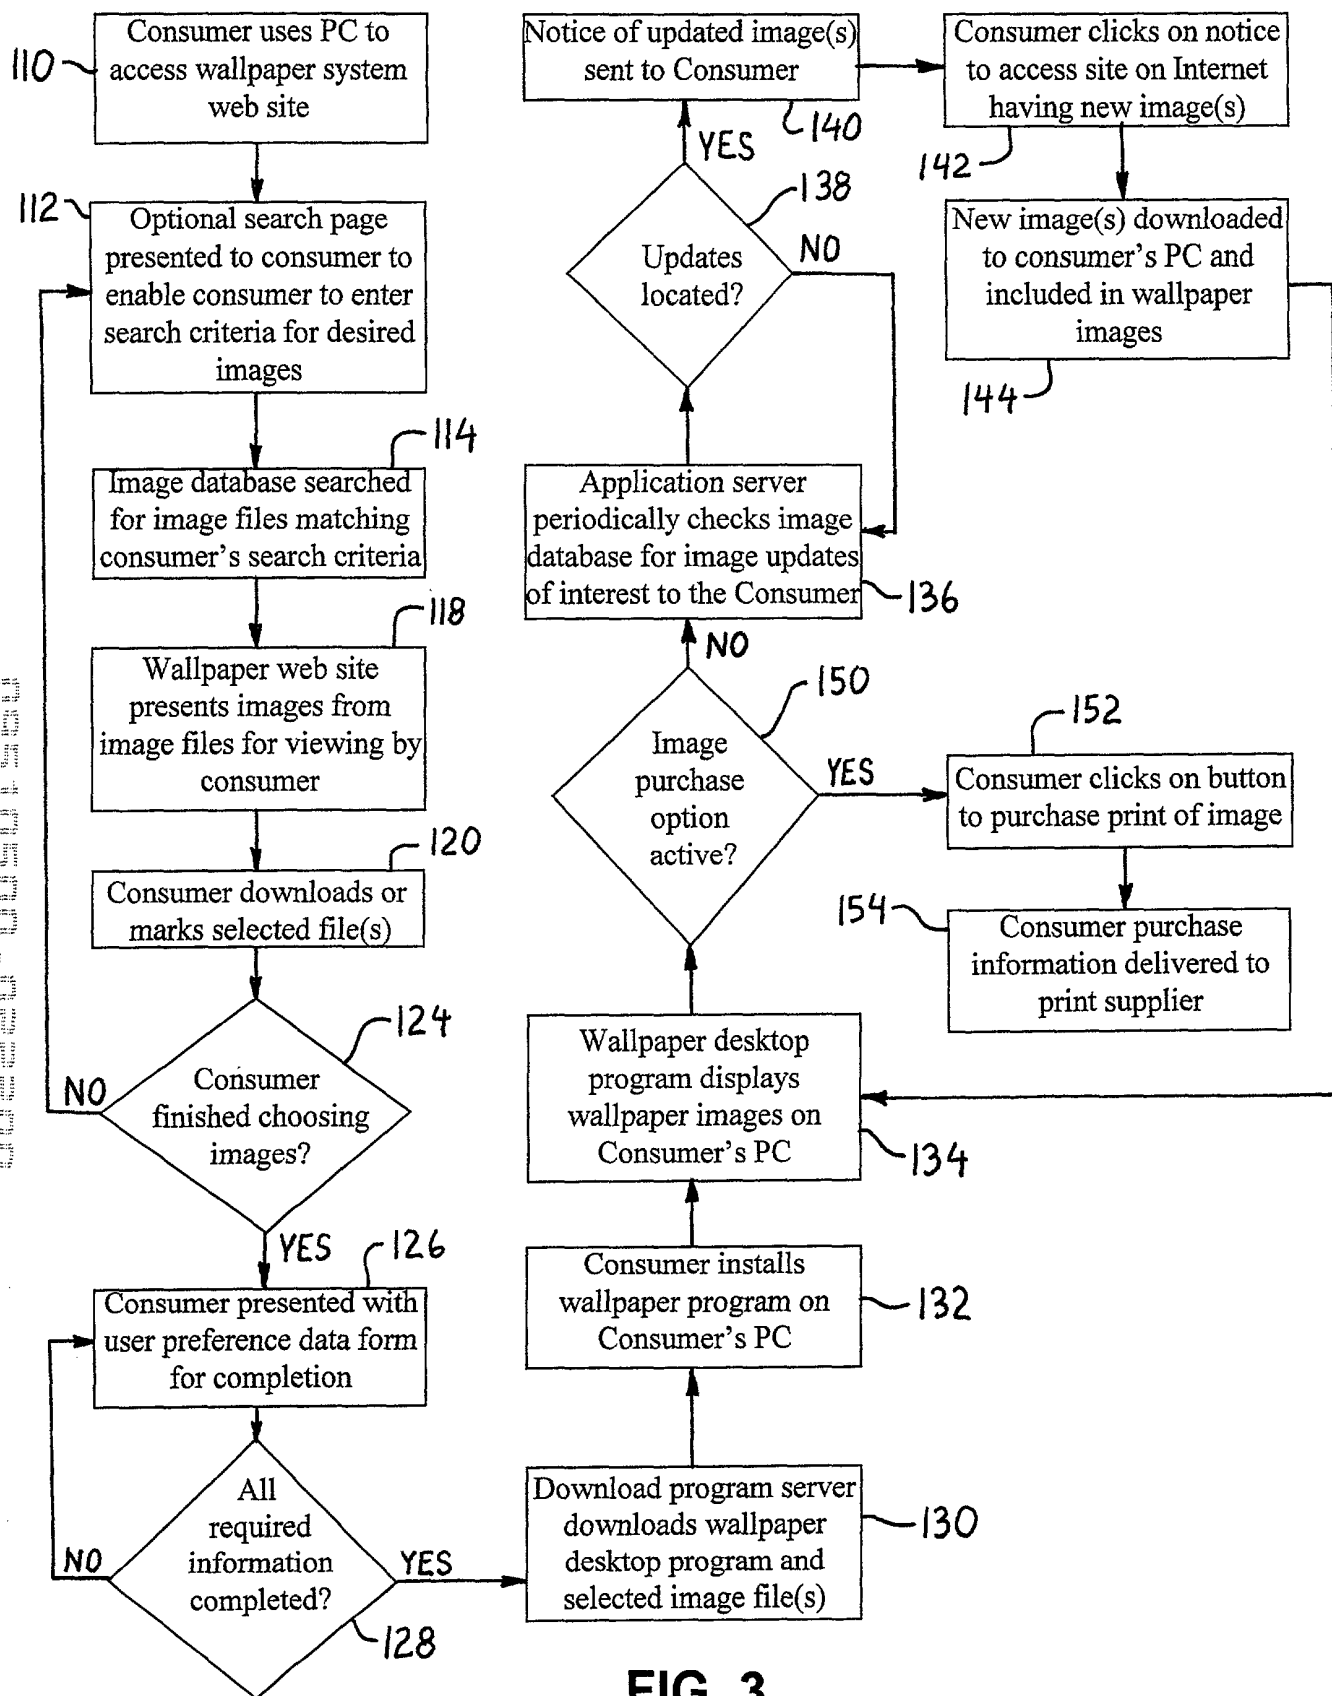 110
Consumer uses PC to
access wallpaper system
web site
112
Optional search page
presented to consumer to
enable consumer to enter
search criteria for desired
images
114
Image database searched
for image files matching
consumer's search criteria
118
Wallpaper web site
presents images from
image files for viewing by
consumer
120
Consumer downloads or
marks selected file(s)
124
Consumer
finished choosing
images?
NO
YES
126
Consumer presented with
user preference data form
for completion
All
required
information
completed?
NO
YES
128
Download program server
downloads wallpaper
desktop program and
selected image file(s)
130
Consumer installs
wallpaper program on
Consumer's PC
132
Wallpaper desktop
program displays
wallpaper images on
Consumer's PC
134
Image
purchase
option
active?
150
YES
NO
152
Consumer clicks on button
to purchase print of image
154
Consumer purchase
information delivered to
print supplier
Application server
periodically checks image
database for image updates
of interest to the Consumer
136
Updates
located?
138
NO
YES
Notice of updated image(s)
sent to Consumer
140
Consumer clicks on notice
to access site on Internet
having new image(s)
142
New image(s) downloaded
to consumer's PC and
included in wallpaper
images
144
FIG. 3